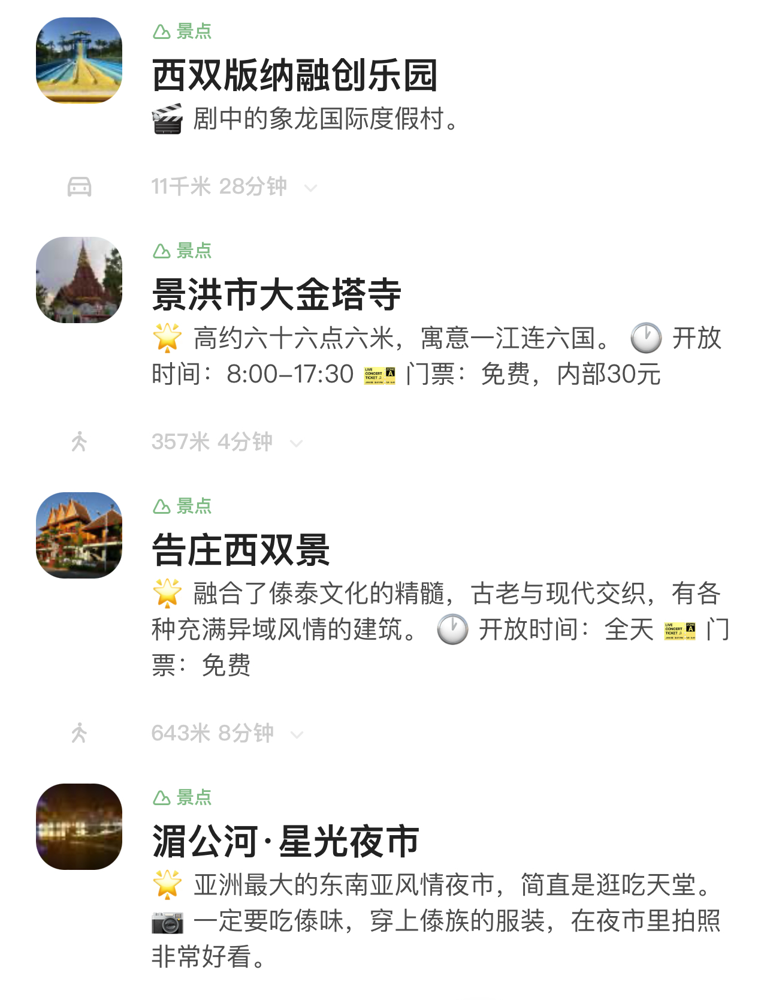 景点
西双版纳融创乐园
🎬 剧中的象龙国际度假村。
11千米 28分钟
景点
景洪市大金塔寺
🌟 高约六十六点六米，寓意一江连六国。 🕐 开放
时间：8:00–17:30 🎫 门票：免费，内部30元
357米 4分钟
景点
告庄西双景
🌟 融合了傣泰文化的精髓，古老与现代交织，有各
种充满异域风情的建筑。 🕐 开放时间：全天 🎫 门
票：免费
643米 8分钟
景点
湄公河·星光夜市
🌟 亚洲最大的东南亚风情夜市，简直是逛吃天堂。
📷 一定要吃傣味，穿上傣族的服装，在夜市里拍照
非常好看。